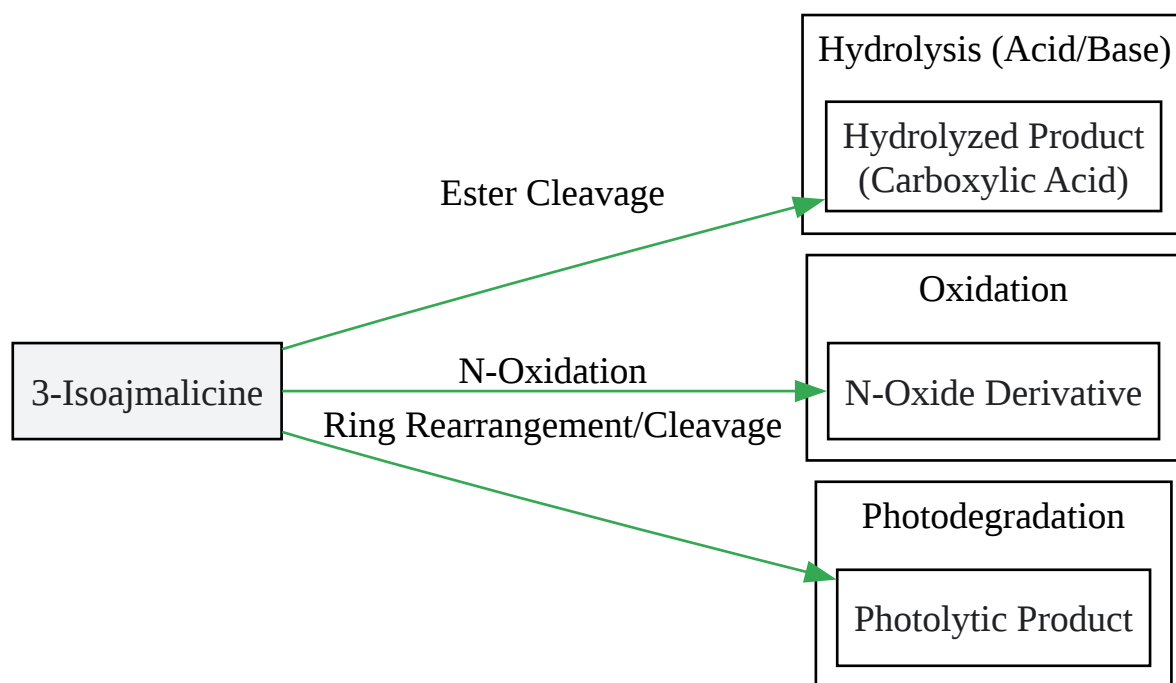 Hydrolysis (Acid/Base)
Hydrolyzed Product
(Carboxylic Acid)
Ester Cleavage
Oxidation
3-Isoajmalicine
N-Oxidation
N-Oxide Derivative
Ring Rearrangement/Cleavage
Photodegradation
Photolytic Product